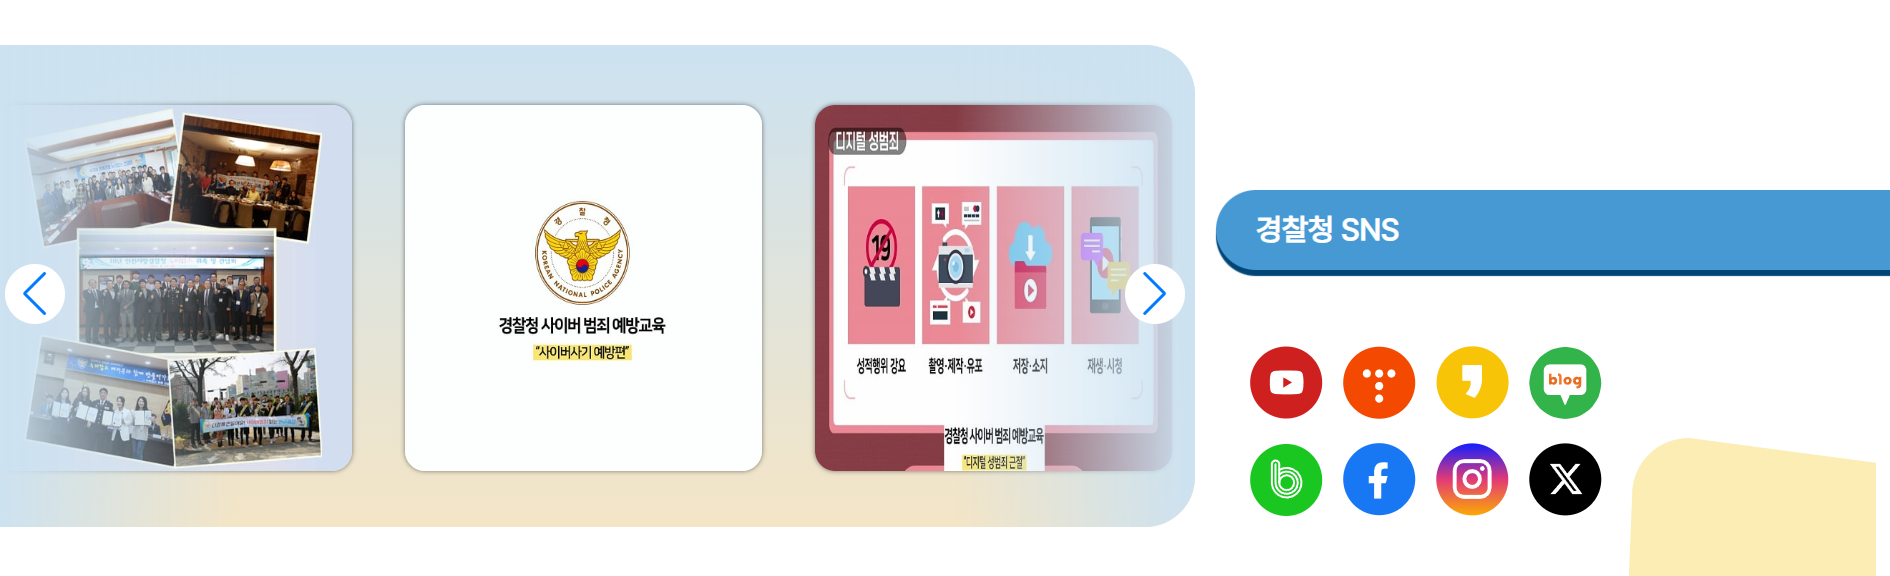 경찰청
KOREAN NATIONAL POLICE AGENCY
경찰청 사이버 범죄 예방교육
“사이버사기 예방편”
디지털 성범죄
19
성적행위 강요
촬영·제작·유포
저장·소지
재생·시청
경찰청 사이버 범죄 예방교육
“디지털 성범죄 근절”
경찰청 SNS
blog